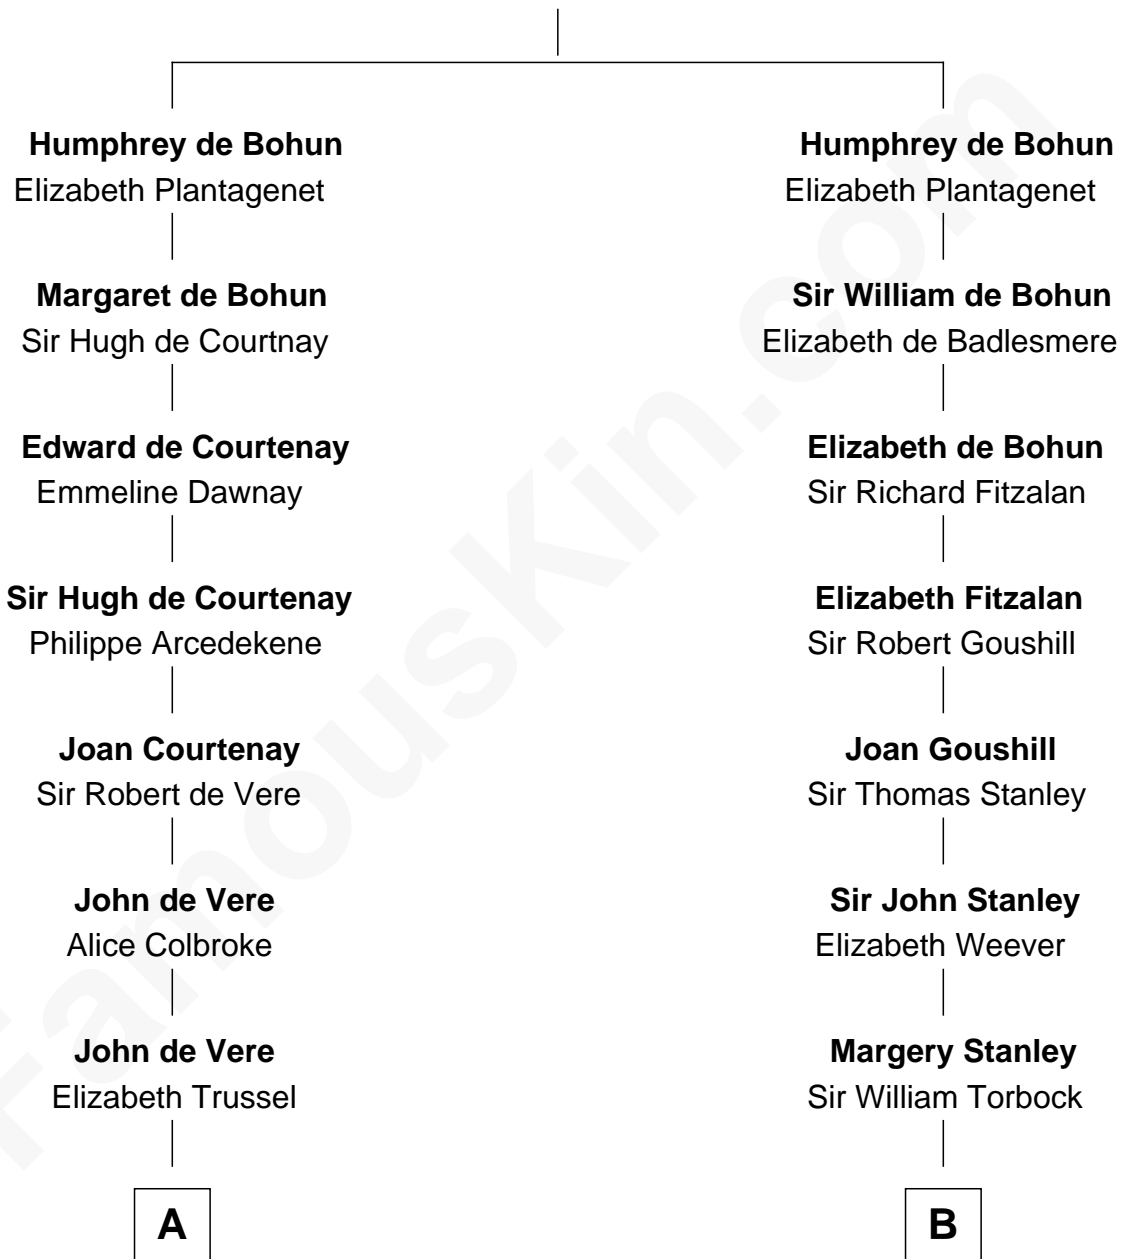 Humphrey de Bohun
Elizabeth Plantagenet
Margaret de Bohun
Sir Hugh de Courtnay
Edward de Courtenay
Emmeline Dawnay
Sir Hugh de Courtenay
Philippe Arcedekene
Joan Courtenay
Sir Robert de Vere
John de Vere
Alice Colbroke
John de Vere
Elizabeth Trussel
A
Humphrey de Bohun
Elizabeth Plantagenet
Sir William de Bohun
Elizabeth de Badlesmere
Elizabeth de Bohun
Sir Richard Fitzalan
Elizabeth Fitzalan
Sir Robert Goushill
Joan Goushill
Sir Thomas Stanley
Sir John Stanley
Elizabeth Weever
Margery Stanley
Sir William Torbock
B
FamousKin.com